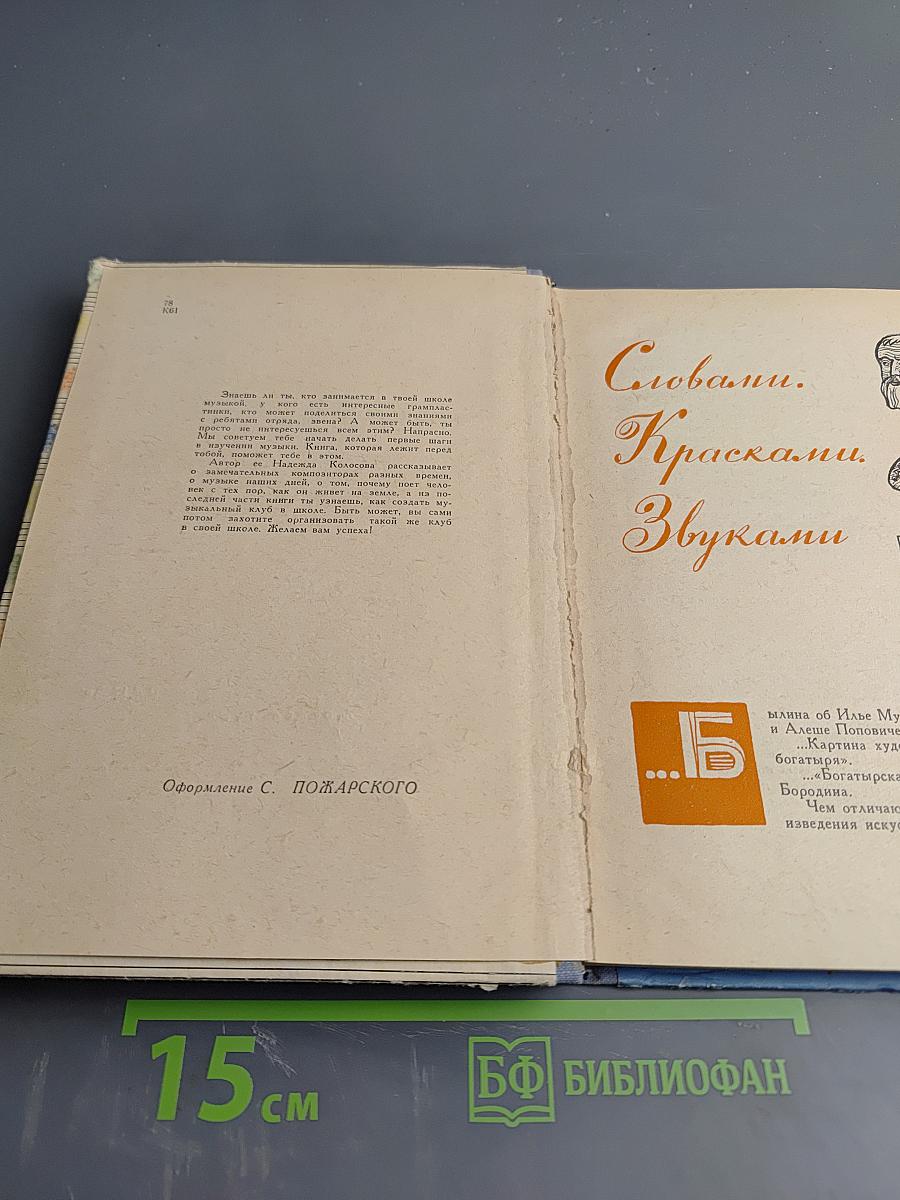 78
К61
Знаешь ли ты, кто занимается в твоей школе
музыкой, у кого есть интересные грамплас-
тинки, кто может поделиться своими знаниями
с ребятами отряда, звена? А может быть, ты
просто не интересуешься всем этим? Напрасно.
Мы советуем тебе начать делать первые шаги
в изучении музыки. Книга, которая лежит перед
тобой, поможет тебе в этом.
Автор ее Надежда Колосова рассказывает
о замечательных композиторах разных времен,
о музыке наших дней, о том, почему поет чело-
век с тех пор, как он живет на земле, а из по-
следней части книги ты узнаешь, как создать му-
зыкальный клуб в школе. Быть может, вы сами
потом захотите организовать такой же клуб
в своей школе. Желаем вам успеха!
Оформление С. ПОЖАРСКОГО
Словами.
Красками.
Звуками
...Б
ылина об Илье Му
и Алеше Попович
...Картина худ
богатыря».
...«Богатырска
Бородина.
Чем отличаю
изведения искус
15 см
БФ БИБЛИОФАН